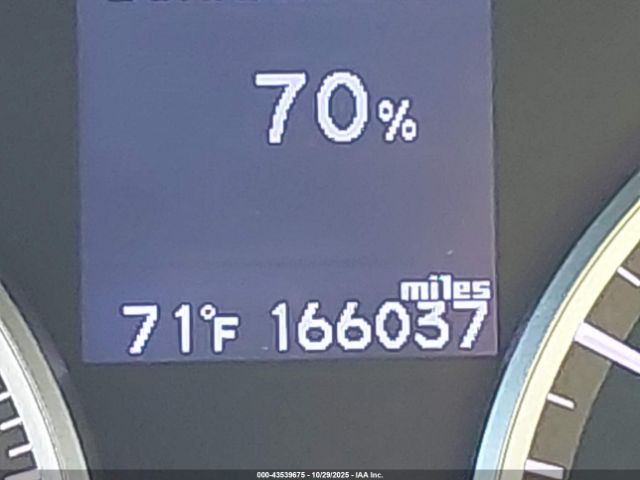 70%
miles
71°F 166037
000-43539675 - 10/29/2025 - IAA Inc.